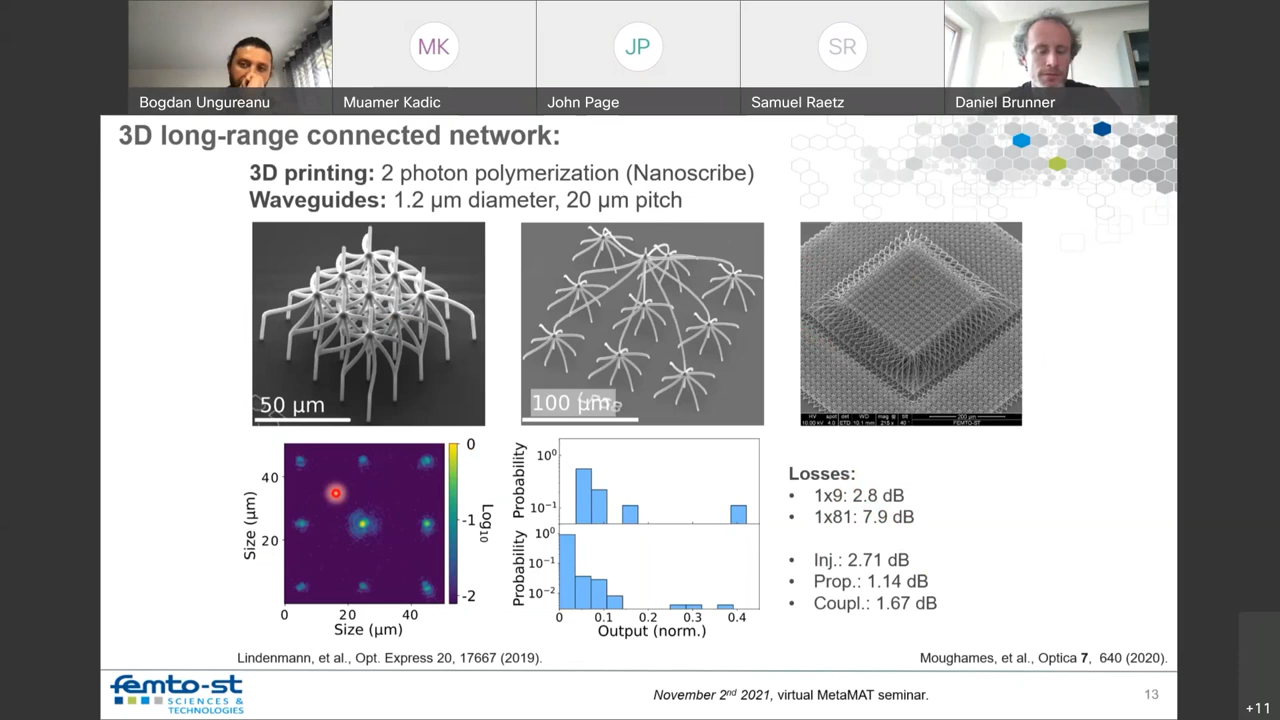 MK
JP
SR
Bogdan Ungureanu
Muamer Kadic
John Page
Samuel Raetz
Daniel Brunner
3D long-range connected network:
3D printing: 2 photon polymerization (Nanoscribe)
Waveguides: 1.2 µm diameter, 20 µm pitch
50 µm
100 µm
200 µm
FEMTO-ST
0
-1
-2
Log10
Size (µm)
40
20
0
20
40
Size (µm)
Probability
10^0
10^-1
Probability
10^0
10^-1
10^-2
0
0.1
0.2
0.3
0.4
Output (norm.)
Losses:
• 1x9: 2.8 dB
• 1x81: 7.9 dB
• Inj.: 2.71 dB
• Prop.: 1.14 dB
• Coupl.: 1.67 dB
Lindenmann, et al., Opt. Express 20, 17667 (2019).
Moughames, et al., Optica 7, 640 (2020).
femto-st
SCIENCES &
TECHNOLOGIES
November 2nd 2021, virtual MetaMAT seminar.
13
+11